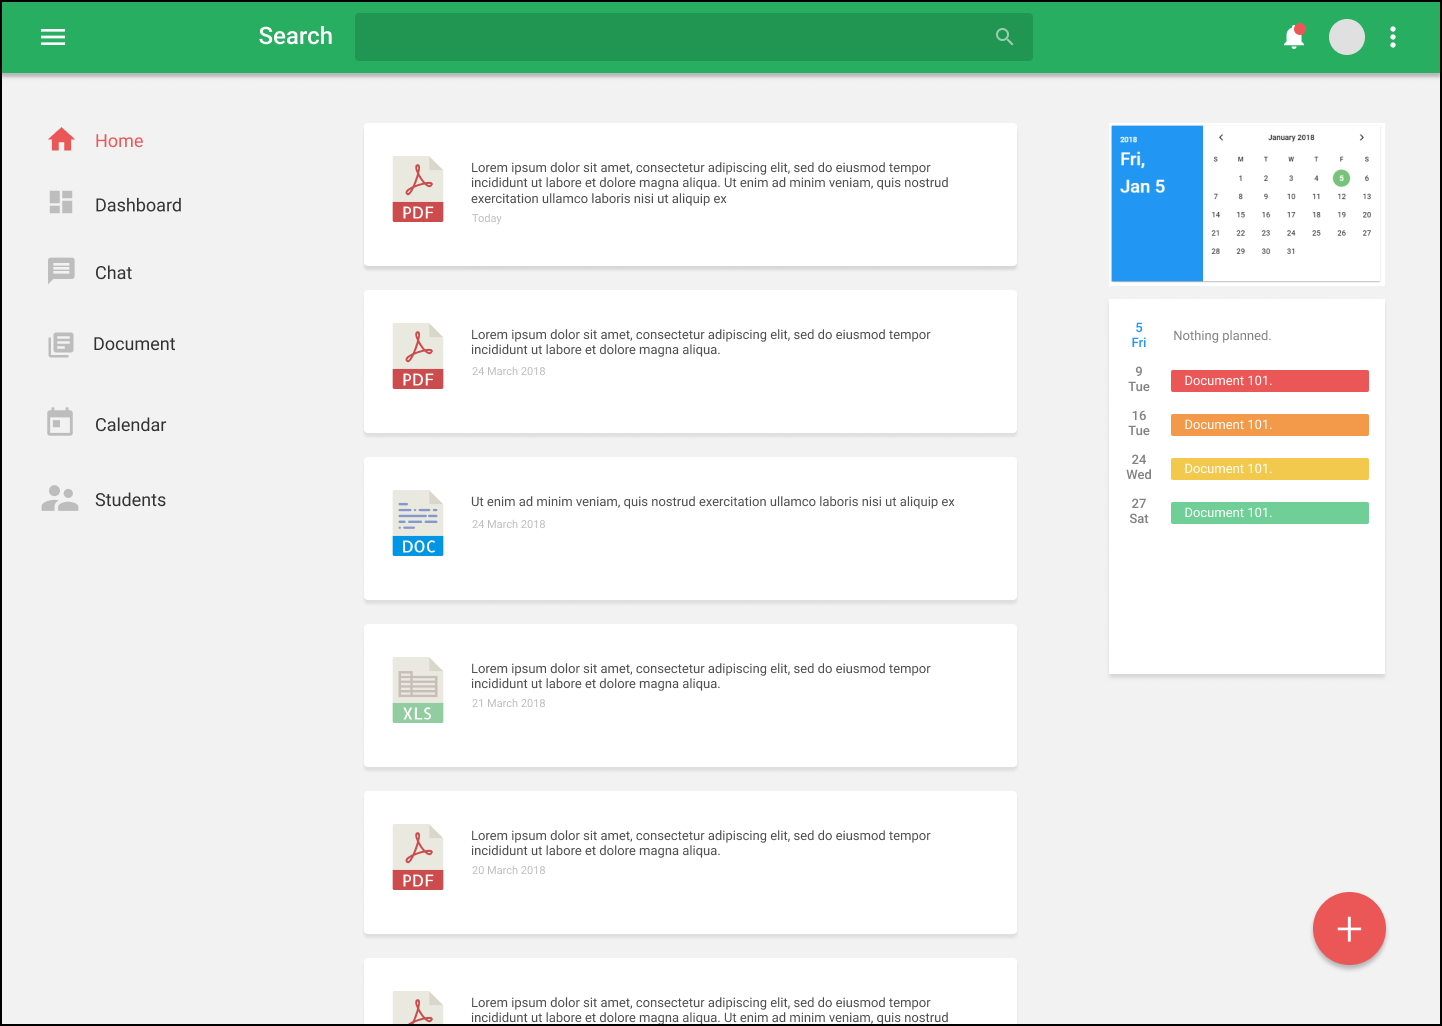 Search
Home
Dashboard
Chat
Document
Calendar
Students
PDF
Lorem ipsum dolor sit amet, consectetur adipiscing elit, sed do eiusmod tempor
incididunt ut labore et dolore magna aliqua. Ut enim ad minim veniam, quis nostrud
exercitation ullamco laboris nisi ut aliquip ex
Today
PDF
Lorem ipsum dolor sit amet, consectetur adipiscing elit, sed do eiusmod tempor
incididunt ut labore et dolore magna aliqua.
24 March 2018
DOC
Ut enim ad minim veniam, quis nostrud exercitation ullamco laboris nisi ut aliquip ex
24 March 2018
XLS
Lorem ipsum dolor sit amet, consectetur adipiscing elit, sed do eiusmod tempor
incididunt ut labore et dolore magna aliqua.
21 March 2018
PDF
Lorem ipsum dolor sit amet, consectetur adipiscing elit, sed do eiusmod tempor
incididunt ut labore et dolore magna aliqua.
20 March 2018
Lorem ipsum dolor sit amet, consectetur adipiscing elit, sed do eiusmod tempor
incididunt ut labore et dolore magna aliqua. Ut enim ad minim veniam, quis nostrud
PDF
2018
Fri,
Jan 5
January 2018
S M T W T F S
1 2 3 4 5 6
7 8 9 10 11 12 13
14 15 16 17 18 19 20
21 22 23 24 25 26 27
28 29 30 31
5
Fri
Nothing planned.
9
Tue
Document 101.
16
Tue
Document 101.
24
Wed
Document 101.
27
Sat
Document 101.